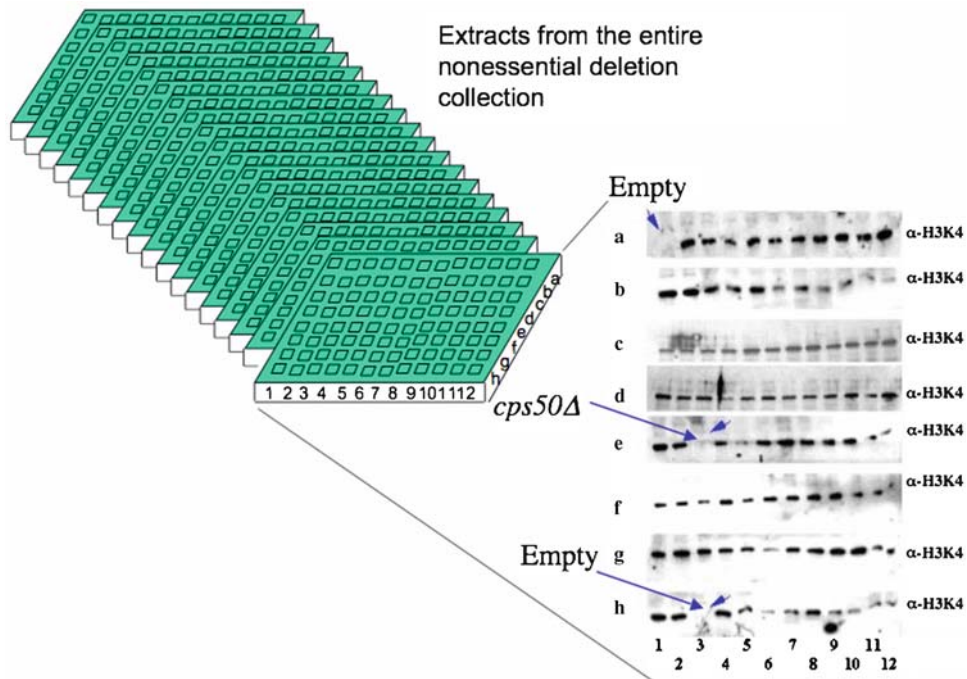 Extracts from the entire
nonessential deletion
collection
Empty
a α-H3K4
b α-H3K4
c α-H3K4
d α-H3K4
cps50Δ
e α-H3K4
f α-H3K4
g α-H3K4
Empty
h α-H3K4
1 3 5 7 9 11
2 4 6 8 10 12
a
b
c
d
e
f
g
h
1 2 3 4 5 6 7 8 9 10 11 12